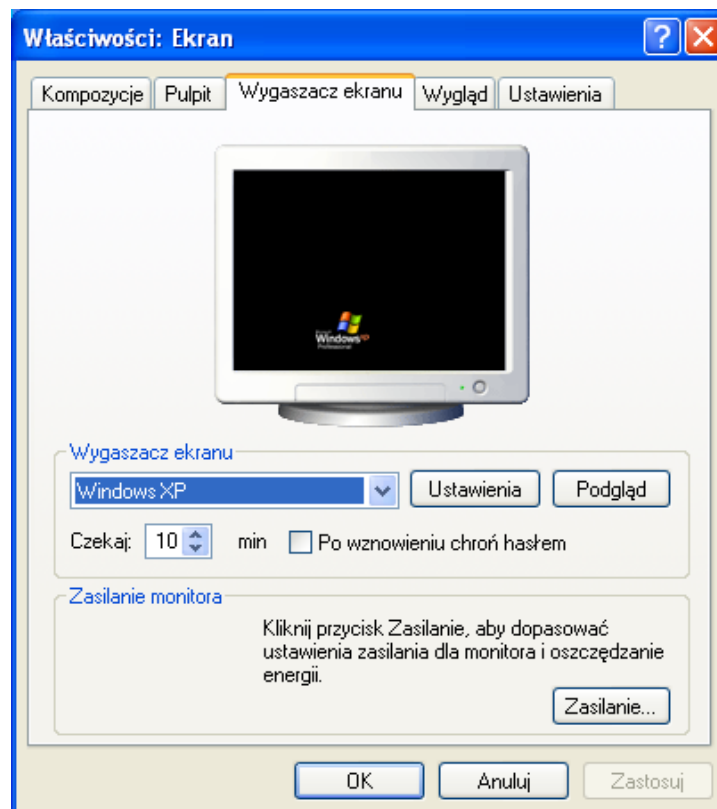 Właściwości: Ekran
Kompozycje Pulpit Wygaszacz ekranu Wygląd Ustawienia
Windows xp
Professional
Wygaszacz ekranu
Windows XP Ustawienia Podgląd
Czekaj: 10 min Po wznowieniu chroń hasłem
Zasilanie monitora
Kliknij przycisk Zasilanie, aby dopasować
ustawienia zasilania dla monitora i oszczędzanie
energii.
Zasilanie...
OK Anuluj Zastosuj